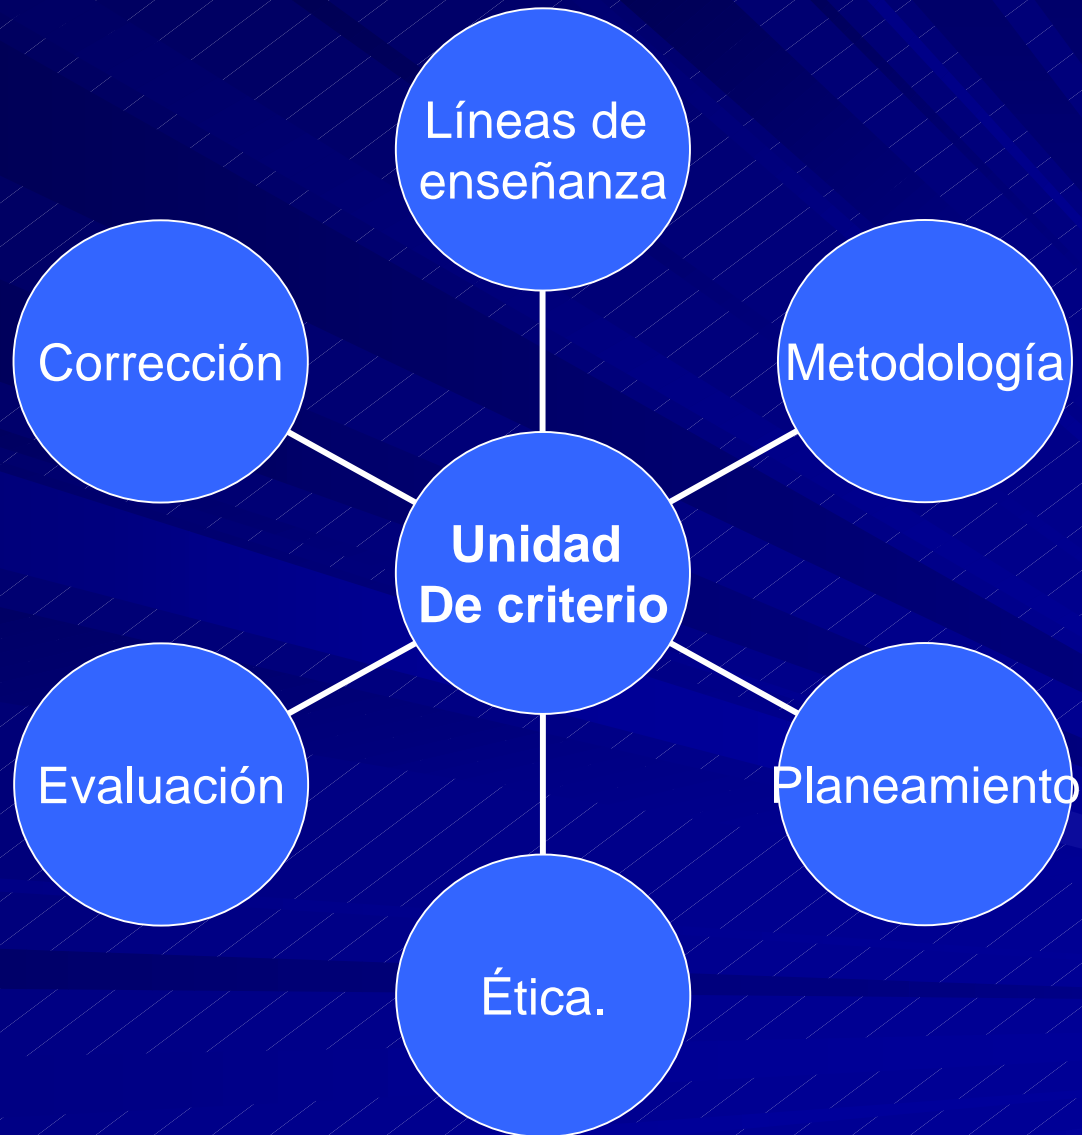 Líneas de
enseñanza
Corrección
Metodología
Unidad
De criterio
Evaluación
Planeamiento
Ética.